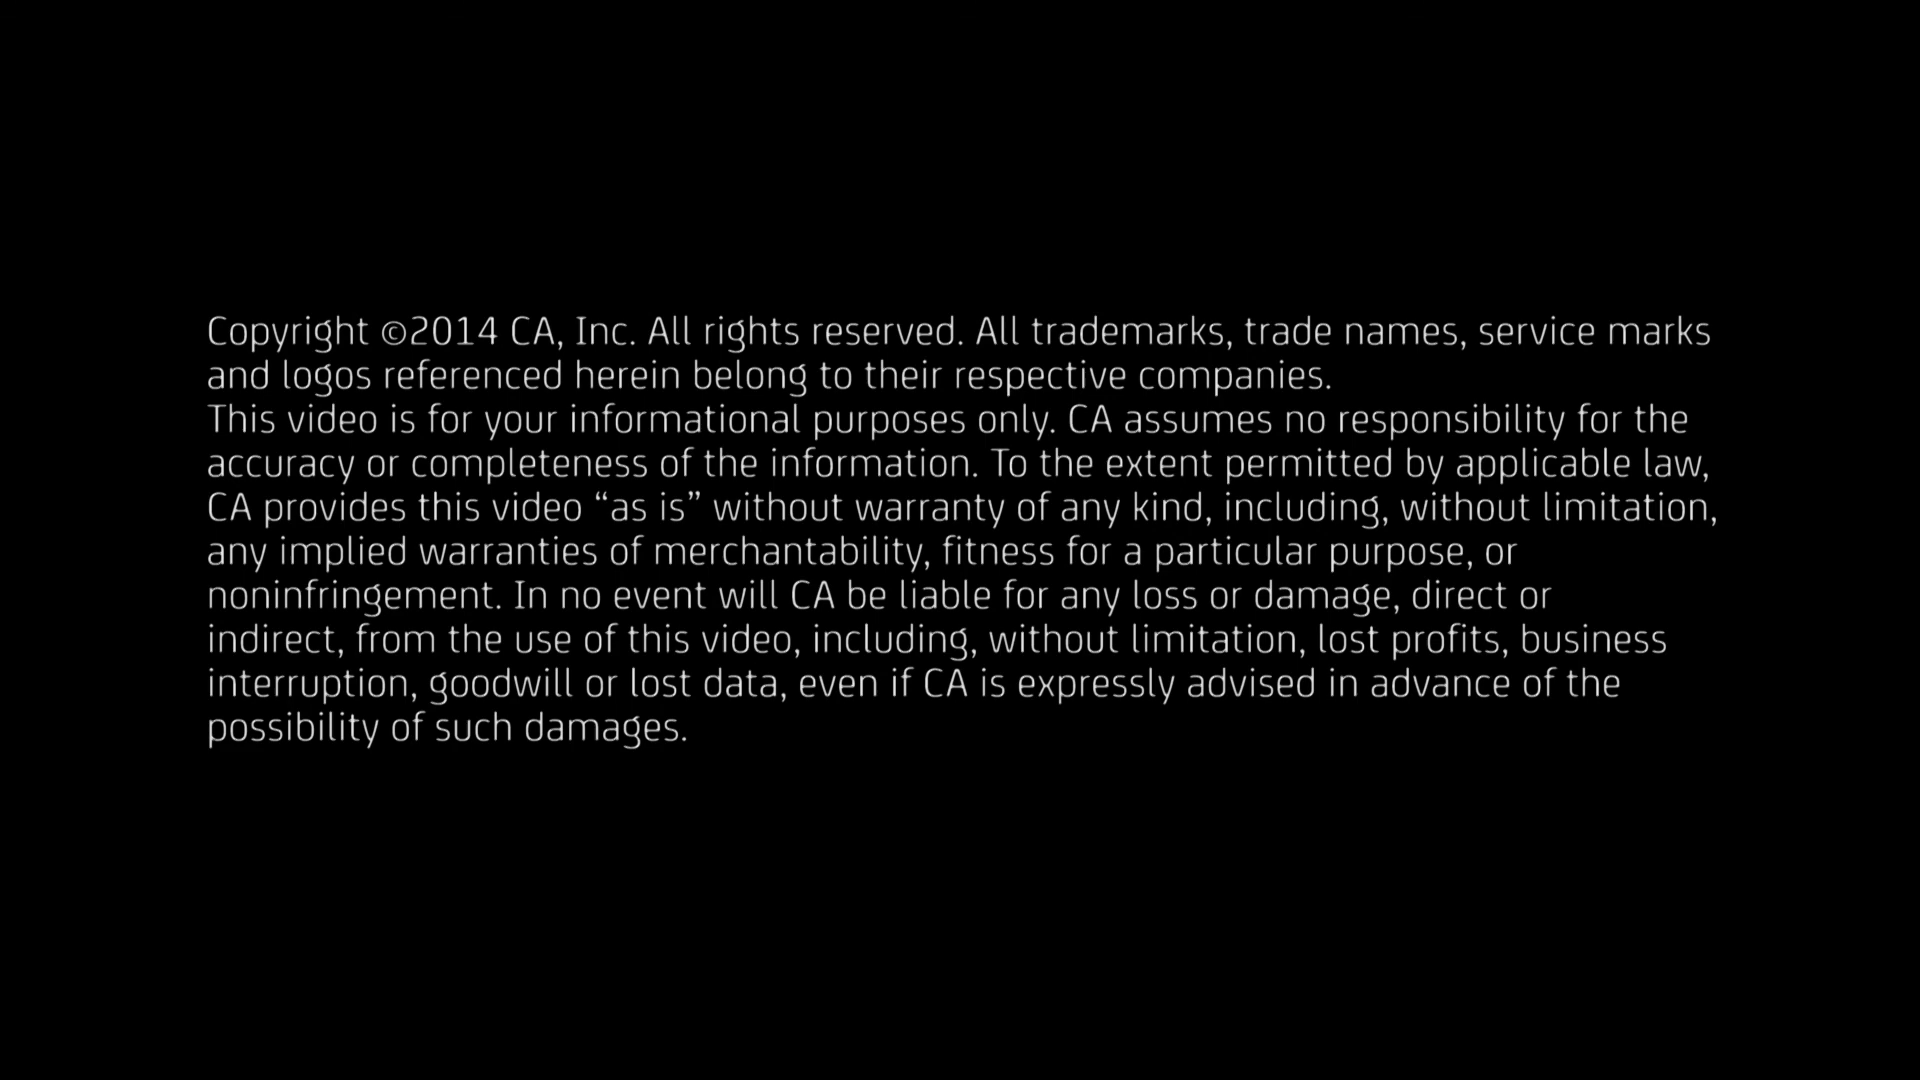 Copyright ©2014 CA, Inc. All rights reserved. All trademarks, trade names, service marks
and logos referenced herein belong to their respective companies.
This video is for your informational purposes only. CA assumes no responsibility for the
accuracy or completeness of the information. To the extent permitted by applicable law,
CA provides this video “as is” without warranty of any kind, including, without limitation,
any implied warranties of merchantability, fitness for a particular purpose, or
noninfringement. In no event will CA be liable for any loss or damage, direct or
indirect, from the use of this video, including, without limitation, lost profits, business
interruption, goodwill or lost data, even if CA is expressly advised in advance of the
possibility of such damages.